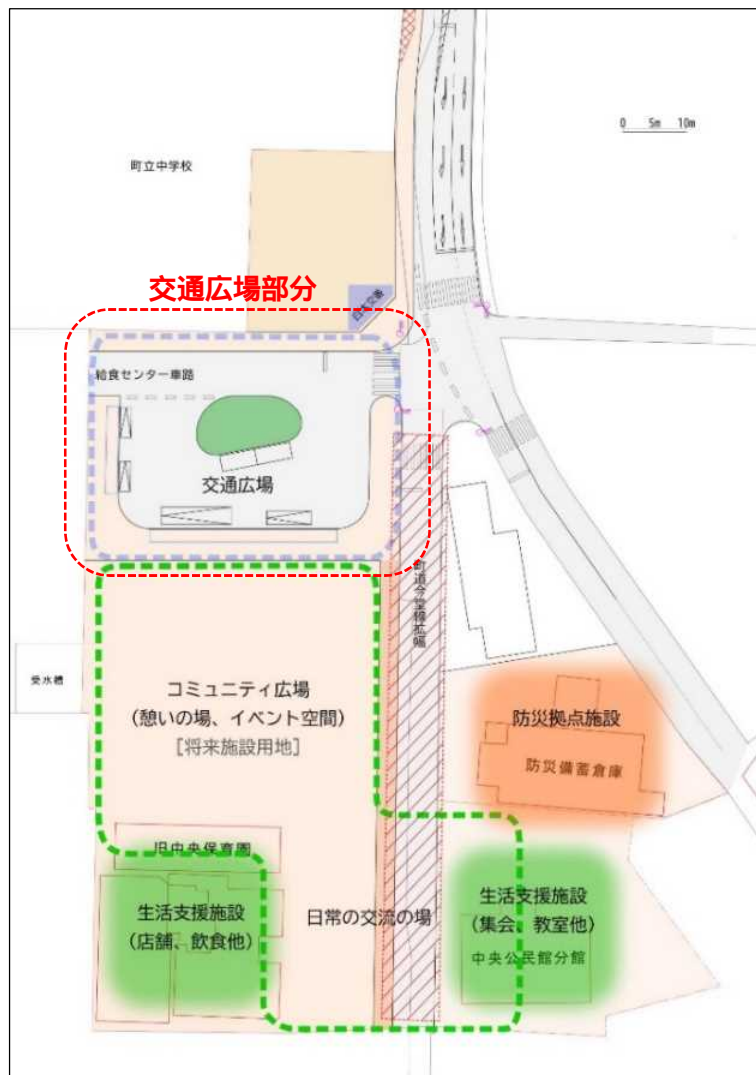 0 5m 10m
町立中学校
交通広場部分
白木交番
給食センター車路
交通広場
町道今堂線拡幅
コミュニティ広場
(憩いの場、イベント空間)
[将来施設用地]
受水槽
防災拠点施設
防災備蓄倉庫
旧中央保育園
生活支援施設
(店舗、飲食他)
日常の交流の場
生活支援施設
(集会、教室他)
中央公民館分館